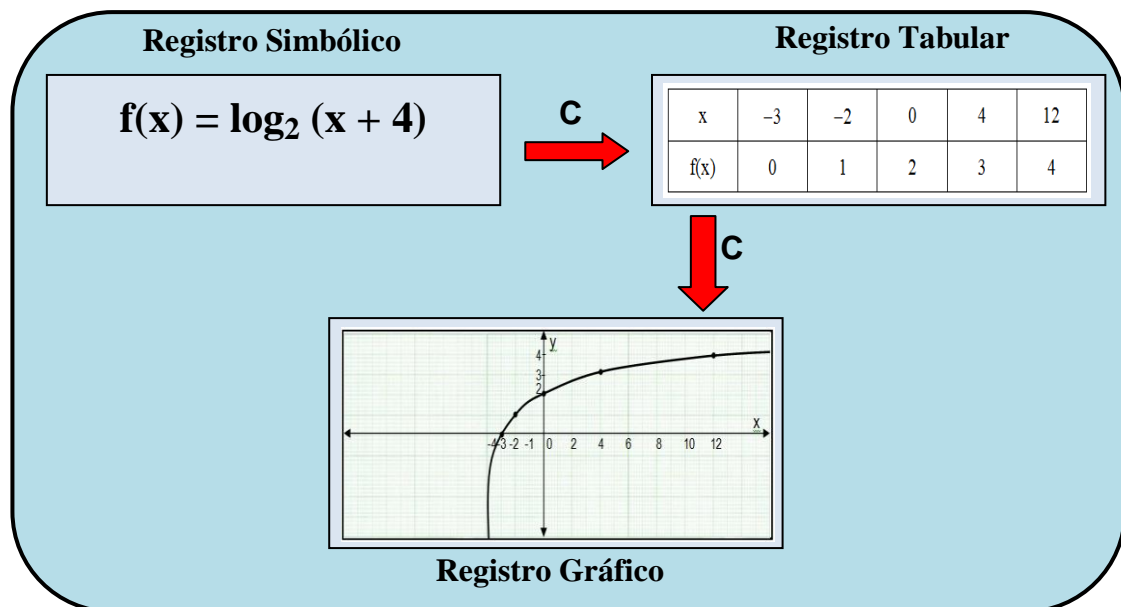 Registro Simbólico
Registro Tabular
f(x) = log₂ (x + 4)
C
x –3 –2 0 4 12
f(x) 0 1 2 3 4
C
y
4
3
2
x
-4 -3 -2 -1 0 2 4 6 8 10 12
Registro Gráfico